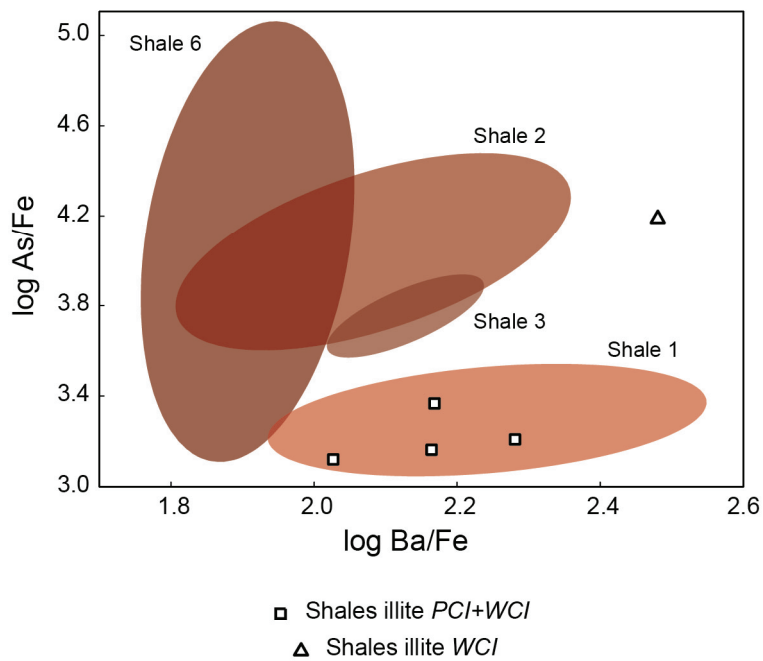 5.0
4.6
4.2
3.8
3.4
3.0
log As/Fe
Shale 6
Shale 2
Shale 3
Shale 1
1.8 2.0 2.2 2.4 2.6
log Ba/Fe
Shales illite PCI+WCI
Shales illite WCI